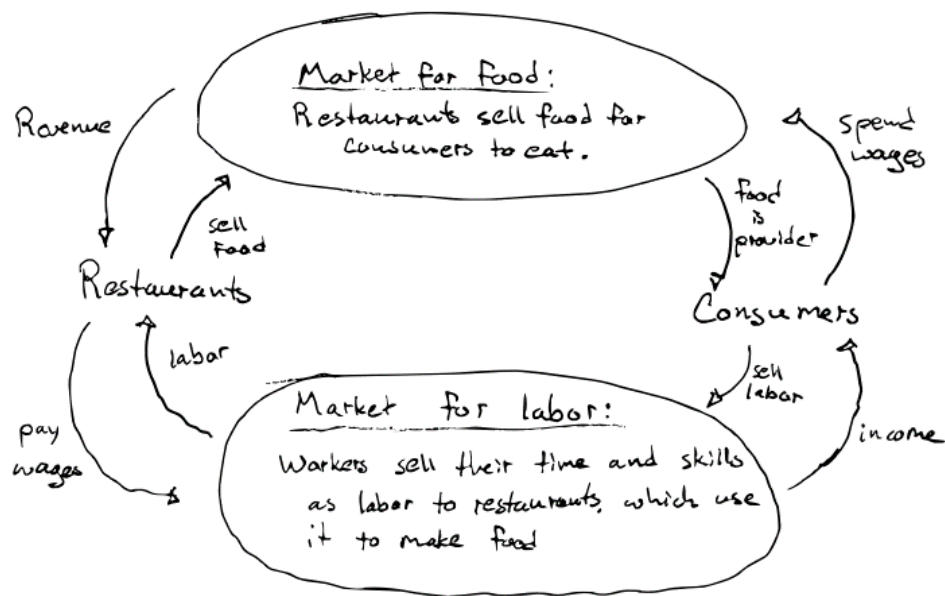 Market for food:
Restaurants sell food for
consumers to eat.
Revenue
spend
wages
sell
food
food
is
provider
Restaurants
Consumers
labor
sell
labor
pay
wages
income
Market for labor:
Workers sell their time and skills
as labor to restaurants, which use
it to make food